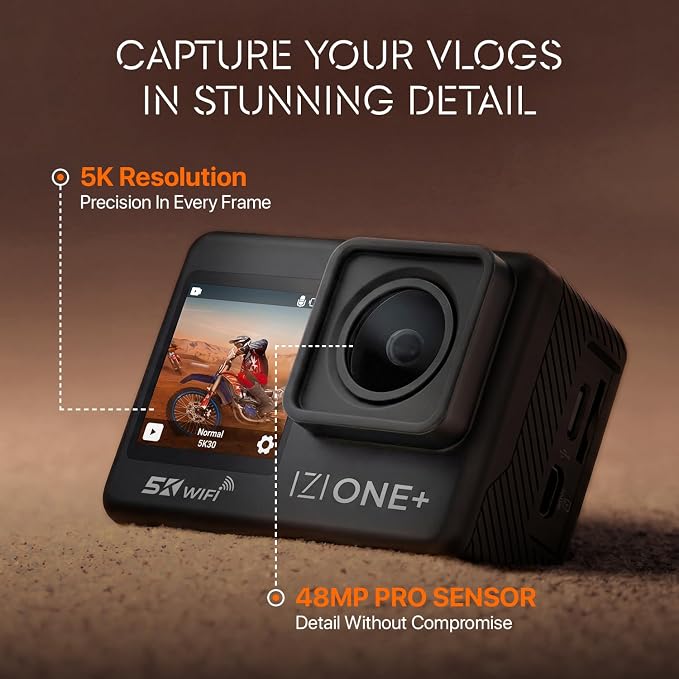 CAPTURE YOUR VLOGS
IN STUNNING DETAIL
5K Resolution
Precision In Every Frame
Normal
5K30
5K WIFI
IZI ONE+
48MP PRO SENSOR
Detail Without Compromise